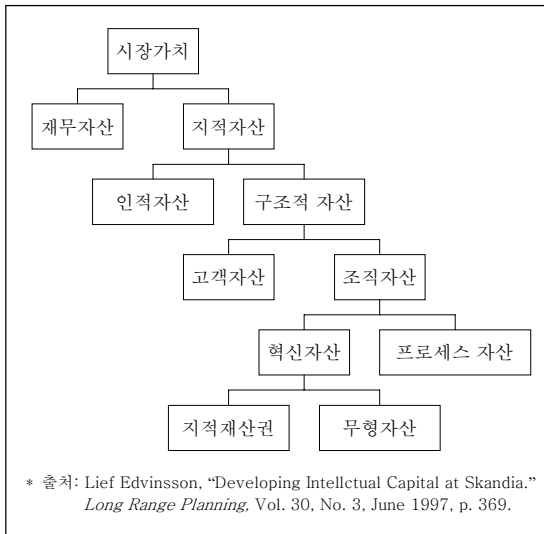 시장가치
재무자산 지적자산
인적자산 구조적 자산
고객자산 조직자산
혁신자산 프로세스 자산
지적재산권 무형자산
* 출처: Lief Edvinsson, “Developing Intellctual Capital at Skandia.”
Long Range Planning, Vol. 30, No. 3, June 1997, p. 369.